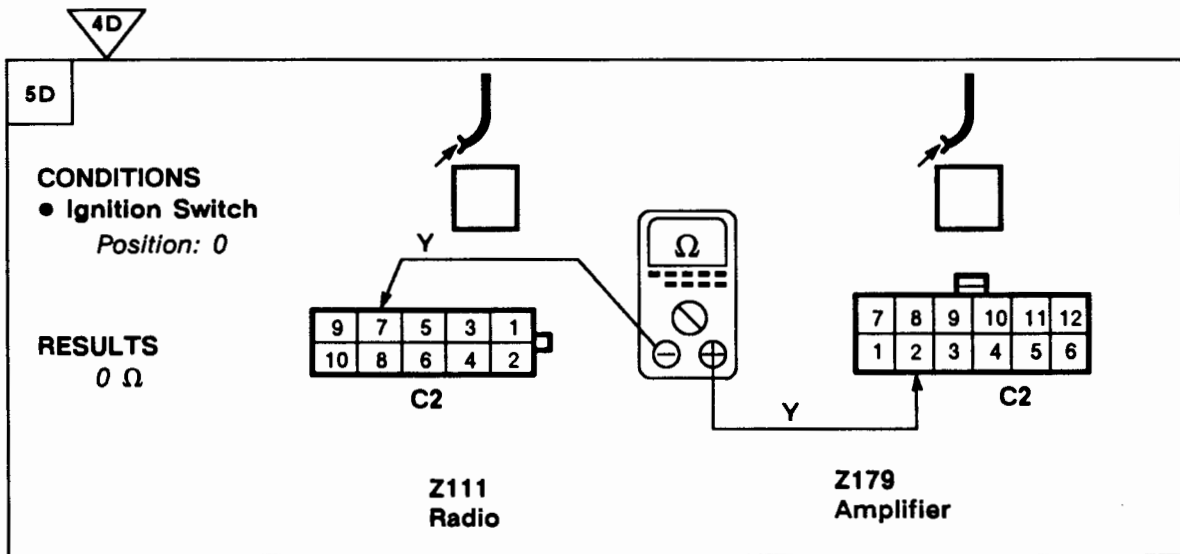 4D
5D
CONDITIONS
● Ignition Switch
Position: 0
RESULTS
0 Ω
Y
9 7 5 3 1
10 8 6 4 2
C2
Z111
Radio
Ω
− +
Y
7 8 9 10 11 12
1 2 3 4 5 6
C2
Z179
Amplifier